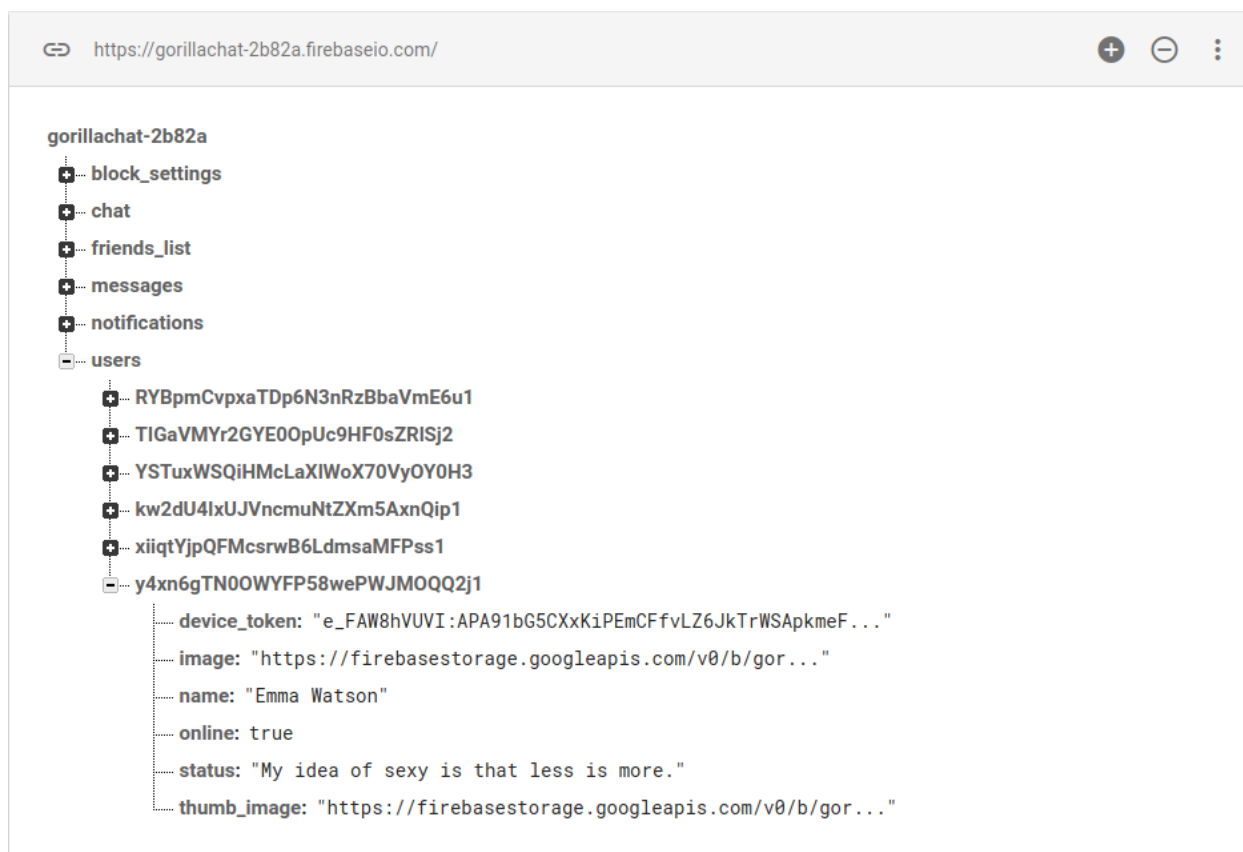 https://gorillachat-2b82a.firebaseio.com/
gorillachat-2b82a
block_settings
chat
friends_list
messages
notifications
users
RYBpmCvpxaTDp6N3nRzBbaVmE6u1
TIGaVMYr2GYE0OpUc9HF0sZRISj2
YSTuxWSQiHMcLaXIWoX70VyOY0H3
kw2dU4IxUJVncmuNtZXm5AxnQip1
xiiqtYjpQFMcsrwB6LdmsaMFPss1
y4xn6gTN0OWYFP58wePWJMOQQ2j1
device_token: "e_FAW8hVUVI:APA91bG5CXxKiPEmCFfvLZ6JkTrWSApkmeF..."
image: "https://firebasestorage.googleapis.com/v0/b/gor..."
name: "Emma Watson"
online: true
status: "My idea of sexy is that less is more."
thumb_image: "https://firebasestorage.googleapis.com/v0/b/gor..."